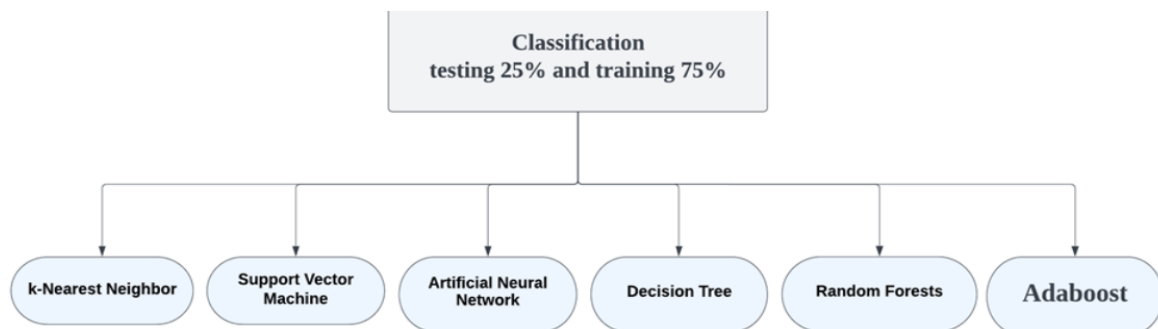 Classification
testing 25% and training 75%
k-Nearest Neighbor
Support Vector
Machine
Artificial Neural
Network
Decision Tree
Random Forests
Adaboost